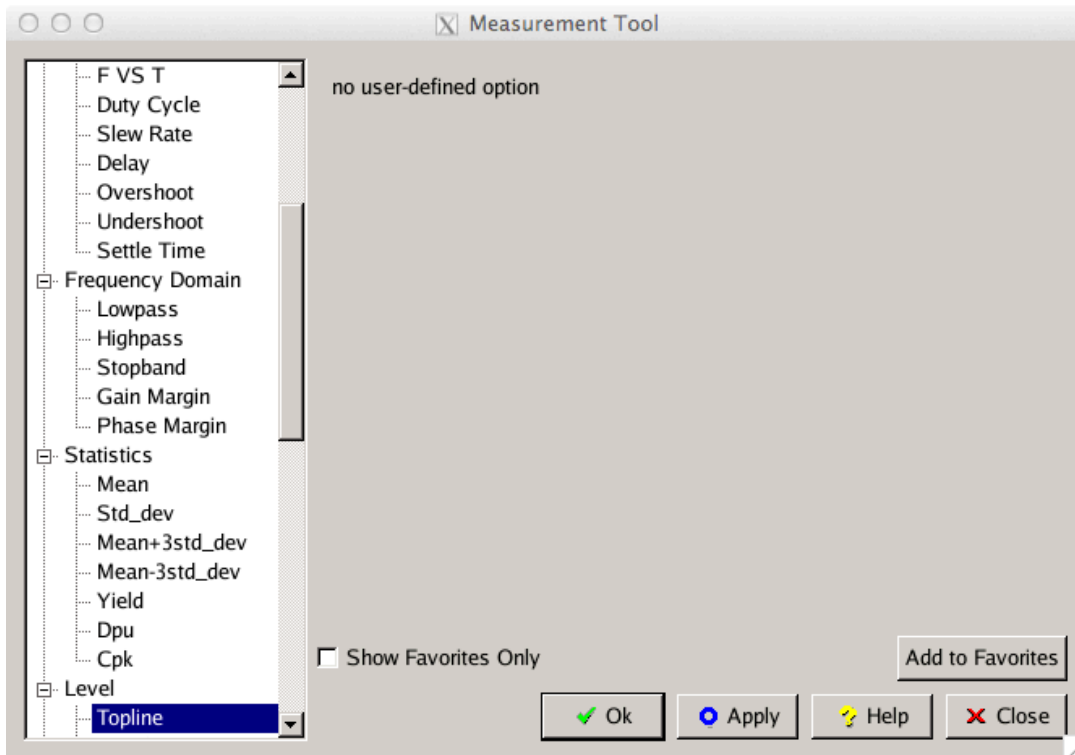 Measurement Tool
F VS T
Duty Cycle
Slew Rate
Delay
Overshoot
Undershoot
Settle Time
Frequency Domain
Lowpass
Highpass
Stopband
Gain Margin
Phase Margin
Statistics
Mean
Std_dev
Mean+3std_dev
Mean-3std_dev
Yield
Dpu
Cpk
Level
Topline
no user-defined option
Show Favorites Only
Add to Favorites
Ok
Apply
Help
Close